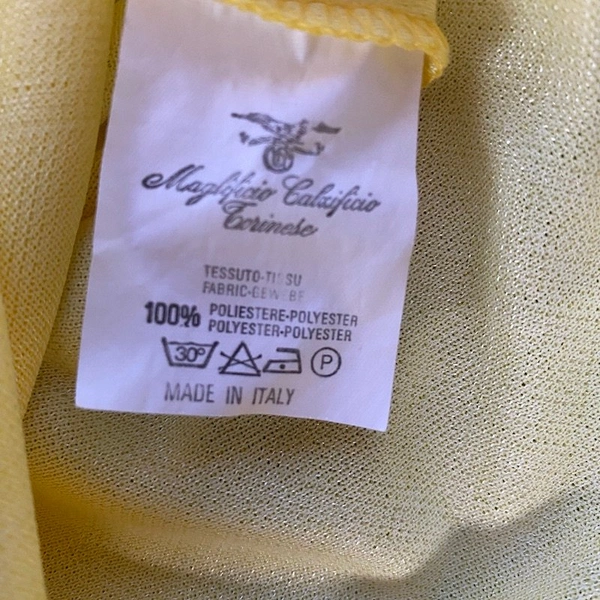 Maglificio Calzificio
Torinese
TESSUTO-TISSU
FABRIC-GEWEBE
100% POLIESTERE-POLYESTER
POLYESTER-POLYESTER
30° P
MADE IN ITALY